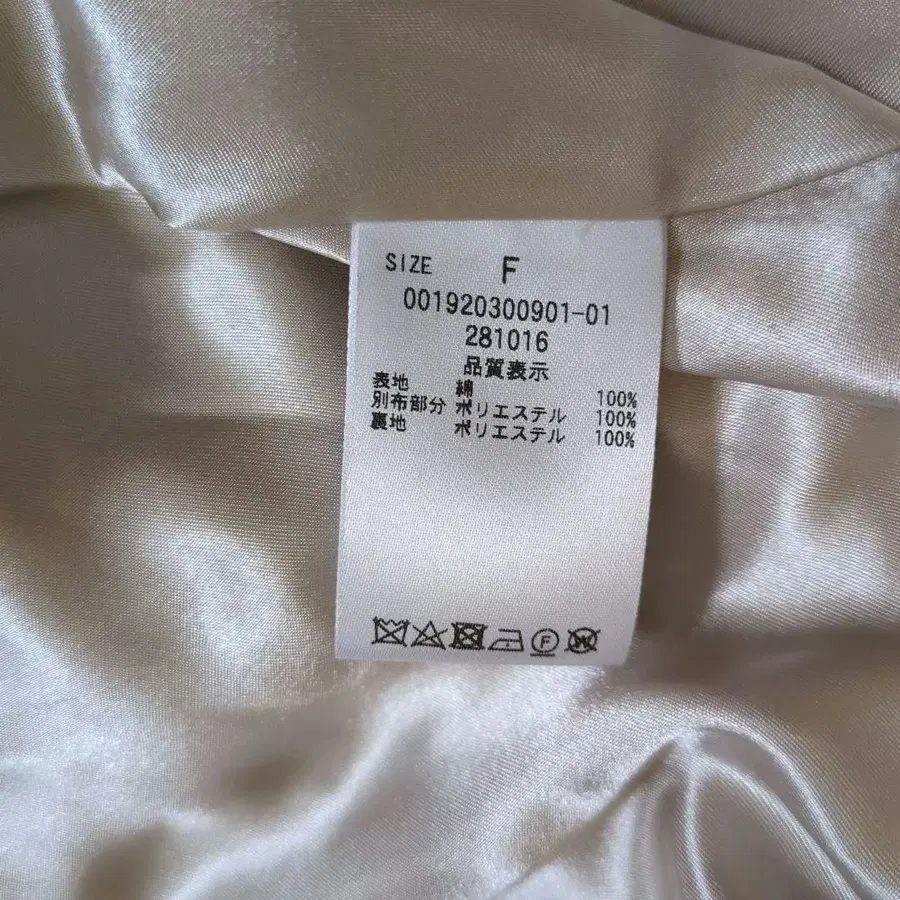 SIZE F
001920300901-01
281016
品質表示
表地 綿 100%
別布部分 ポリエステル 100%
裏地 ポリエステル 100%
F W